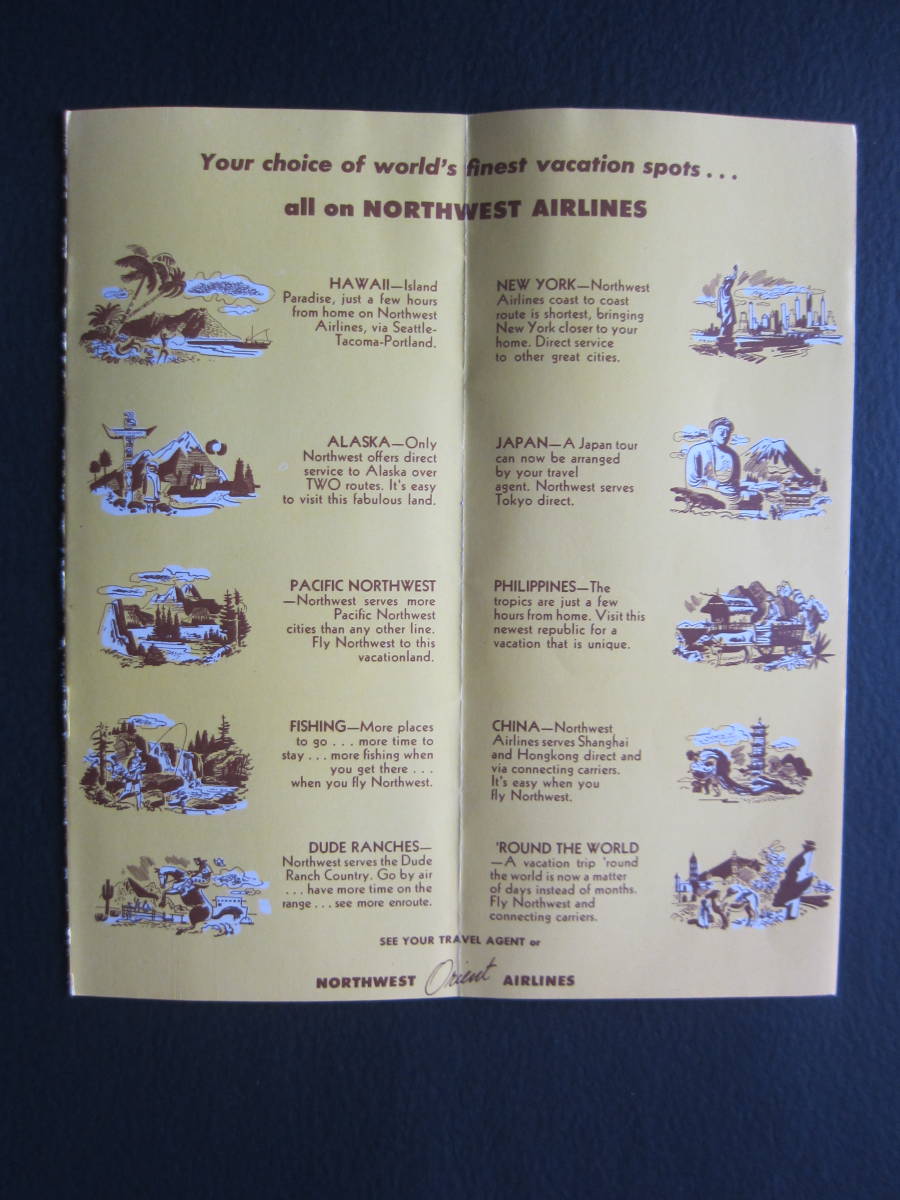 Your choice of world's finest vacation spots...
all on NORTHWEST AIRLINES
HAWAII—Island
Paradise, just a few hours
from home on Northwest
Airlines, via Seattle-
Tacoma-Portland.
ALASKA—Only
Northwest offers direct
service to Alaska over
TWO routes. It's easy
to visit this fabulous land.
PACIFIC NORTHWEST
—Northwest serves more
Pacific Northwest
cities than any other line.
Fly Northwest to this
vacationland.
FISHING—More places
to go . . . more time to
stay . . . more fishing when
you get there . . .
when you fly Northwest.
DUDE RANCHES—
Northwest serves the Dude
Ranch Country. Go by air
. . . have more time on the
range . . . see more enroute.
NEW YORK—Northwest
Airlines coast to coast
route is shortest, bringing
New York closer to your
home. Direct service
to other great cities.
JAPAN—A Japan tour
can now be arranged
by your travel
agent. Northwest serves
Tokyo direct.
PHILIPPINES—The
tropics are just a few
hours from home. Visit this
newest republic for a
vacation that is unique.
CHINA—Northwest
Airlines serves Shanghai
and Hongkong direct and
via connecting carriers.
It's easy when you
fly Northwest.
'ROUND THE WORLD
—A vacation trip 'round
the world is now a matter
of days instead of months.
Fly Northwest and
connecting carriers.
SEE YOUR TRAVEL AGENT or
NORTHWEST Orient AIRLINES